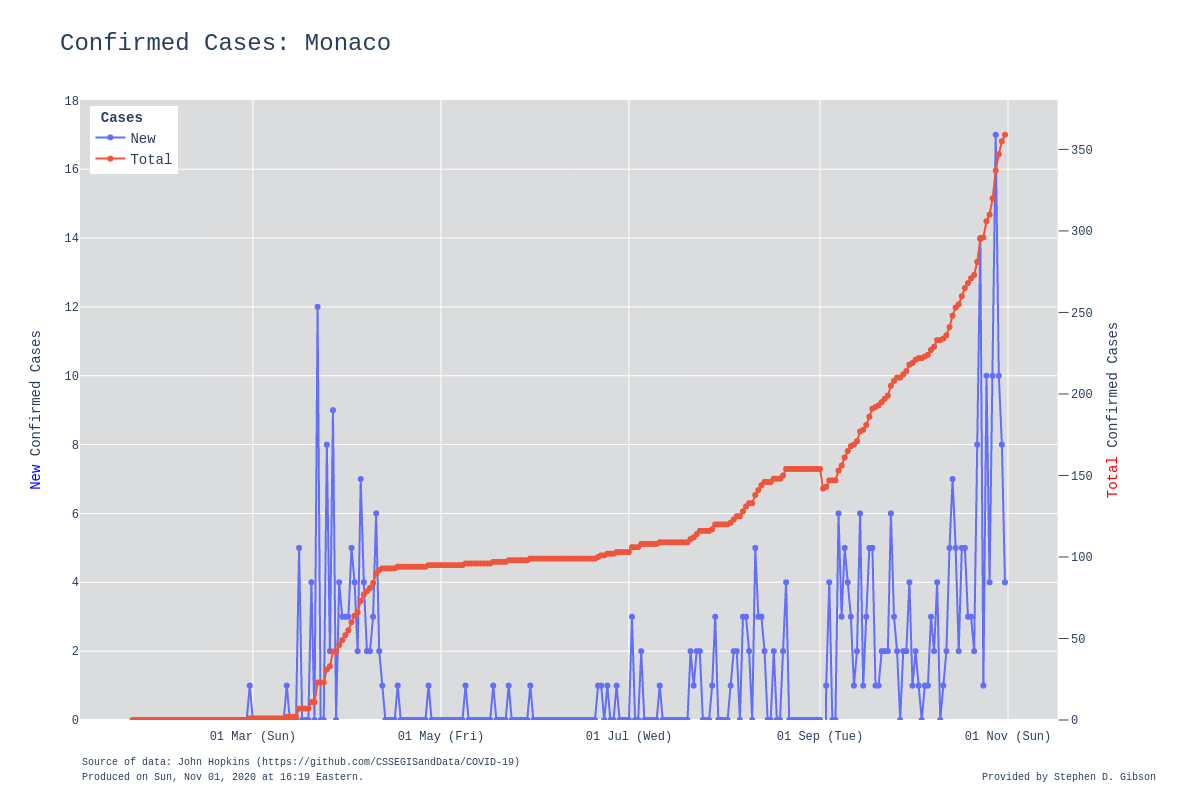 Confirmed Cases: Monaco
Cases
New
Total
18
16
14
12
10
8
6
4
2
0
New Confirmed Cases
350
300
250
200
150
100
50
0
Total Confirmed Cases
01 Mar (Sun)
01 May (Fri)
01 Jul (Wed)
01 Sep (Tue)
01 Nov (Sun)
Source of data: John Hopkins (https://github.com/CSSEGISandData/COVID-19)
Produced on Sun, Nov 01, 2020 at 16:19 Eastern.
Provided by Stephen D. Gibson